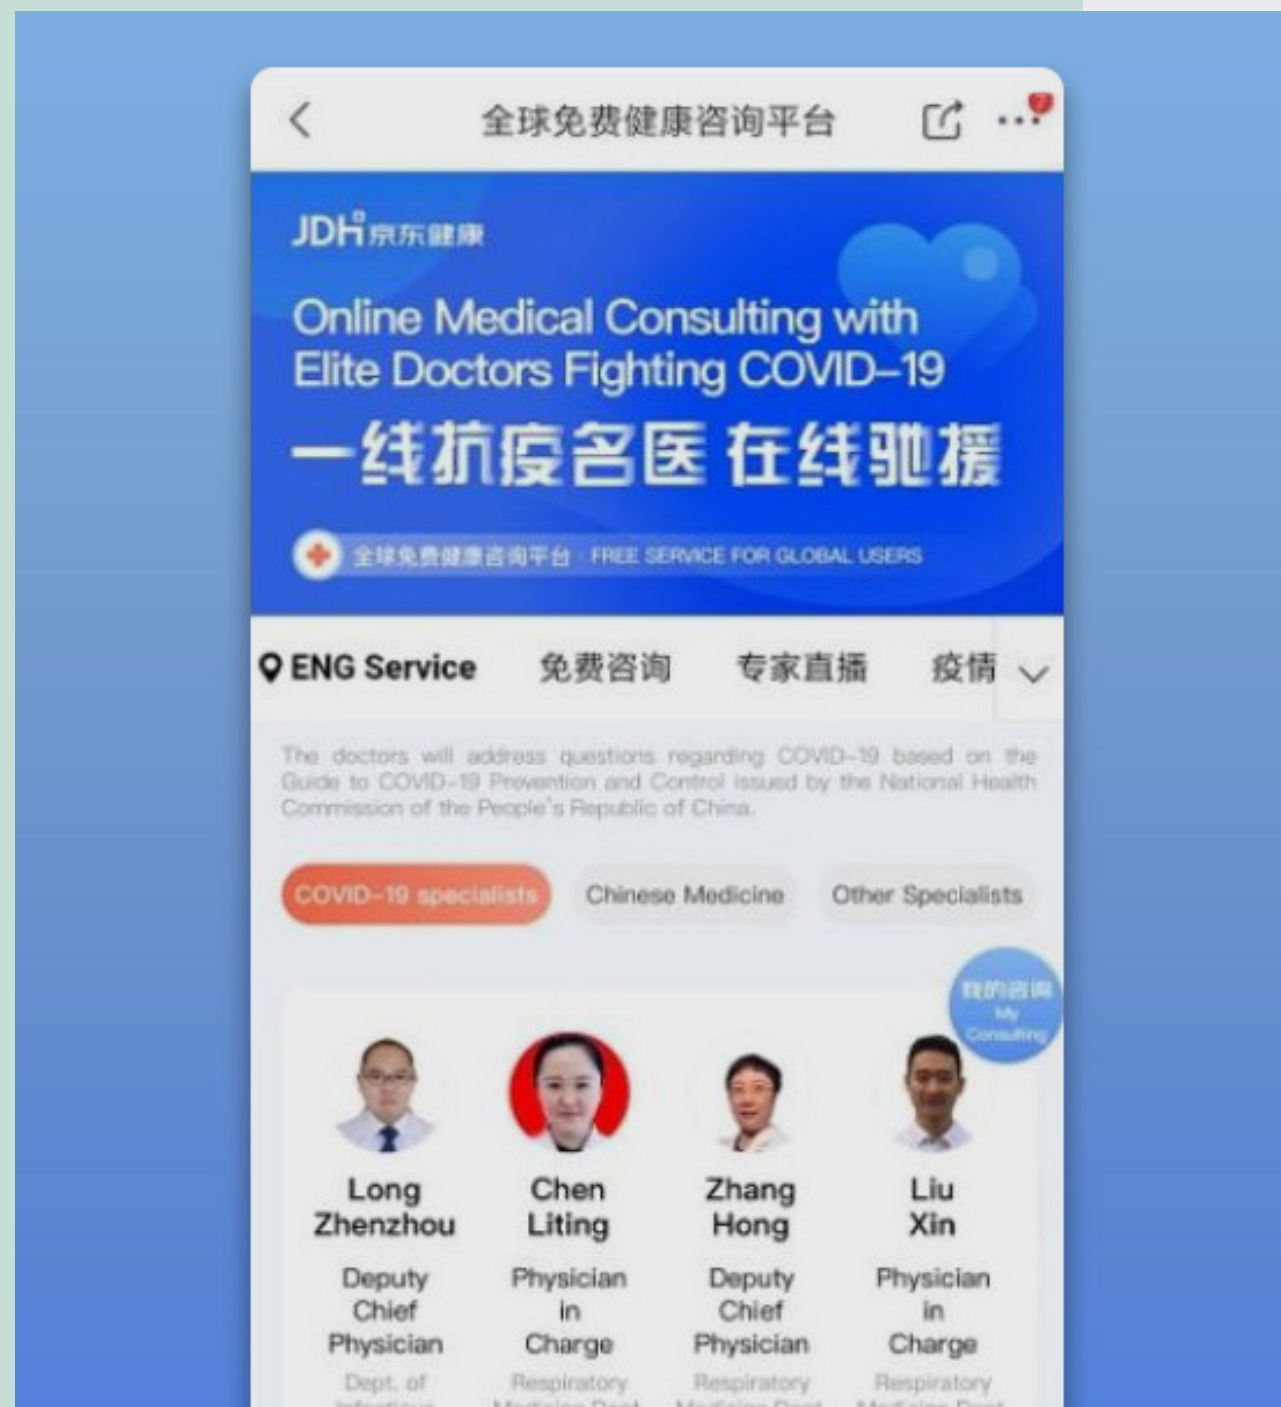 全球免费健康咨询平台
7
JDH 京东健康
Online Medical Consulting with
Elite Doctors Fighting COVID-19
一线抗疫名医 在线驰援
全球免费健康咨询平台 · FREE SERVICE FOR GLOBAL USERS
ENG Service 免费咨询 专家直播 疫情
The doctors will address questions regarding COVID-19 based on the
Guide to COVID-19 Prevention and Control issued by the National Health
Commission of the People's Republic of China.
COVID-19 specialists Chinese Medicine Other Specialists
我的咨询
My
Consulting
Long Chen Zhang Liu
Zhenzhou Liting Hong Xin
Deputy Physician Deputy Physician
Chief in Chief in
Physician Charge Physician Charge
Dept. of Respiratory Respiratory Respiratory